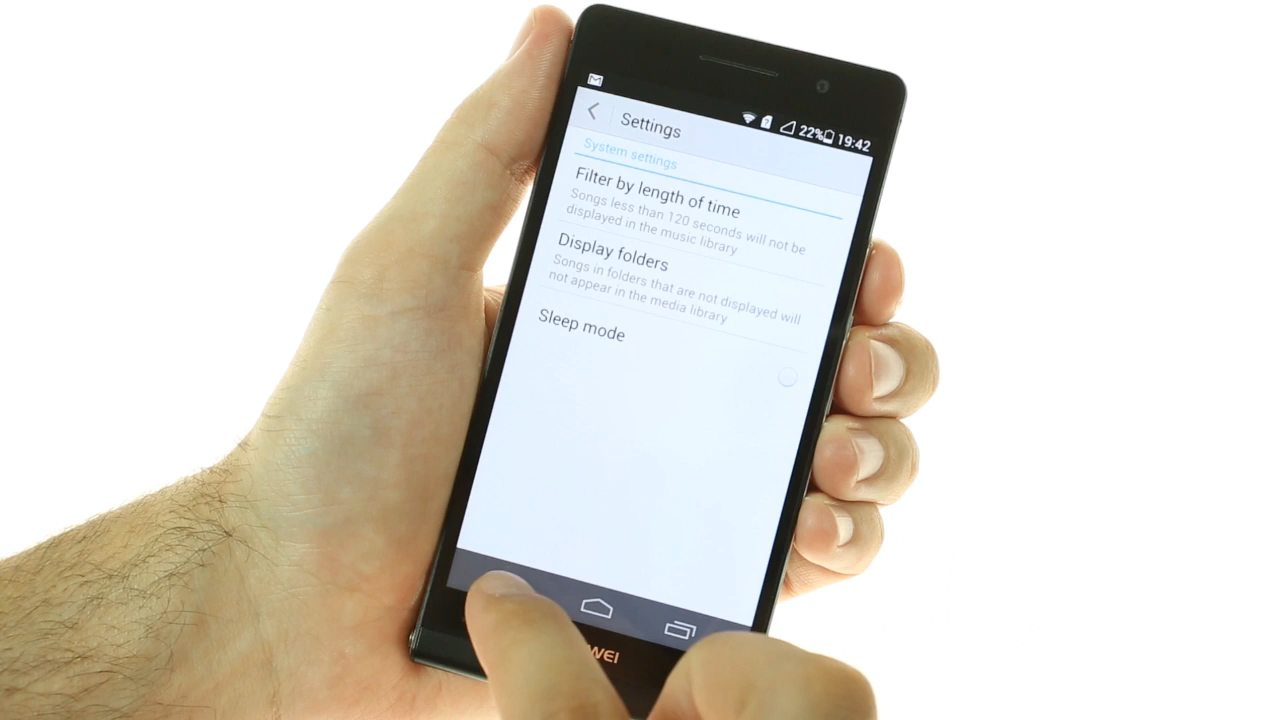 22% 19:42
Settings
System settings
Filter by length of time
Songs less than 120 seconds will not be
displayed in the music library
Display folders
Songs in folders that are not displayed will
not appear in the media library
Sleep mode
WEI